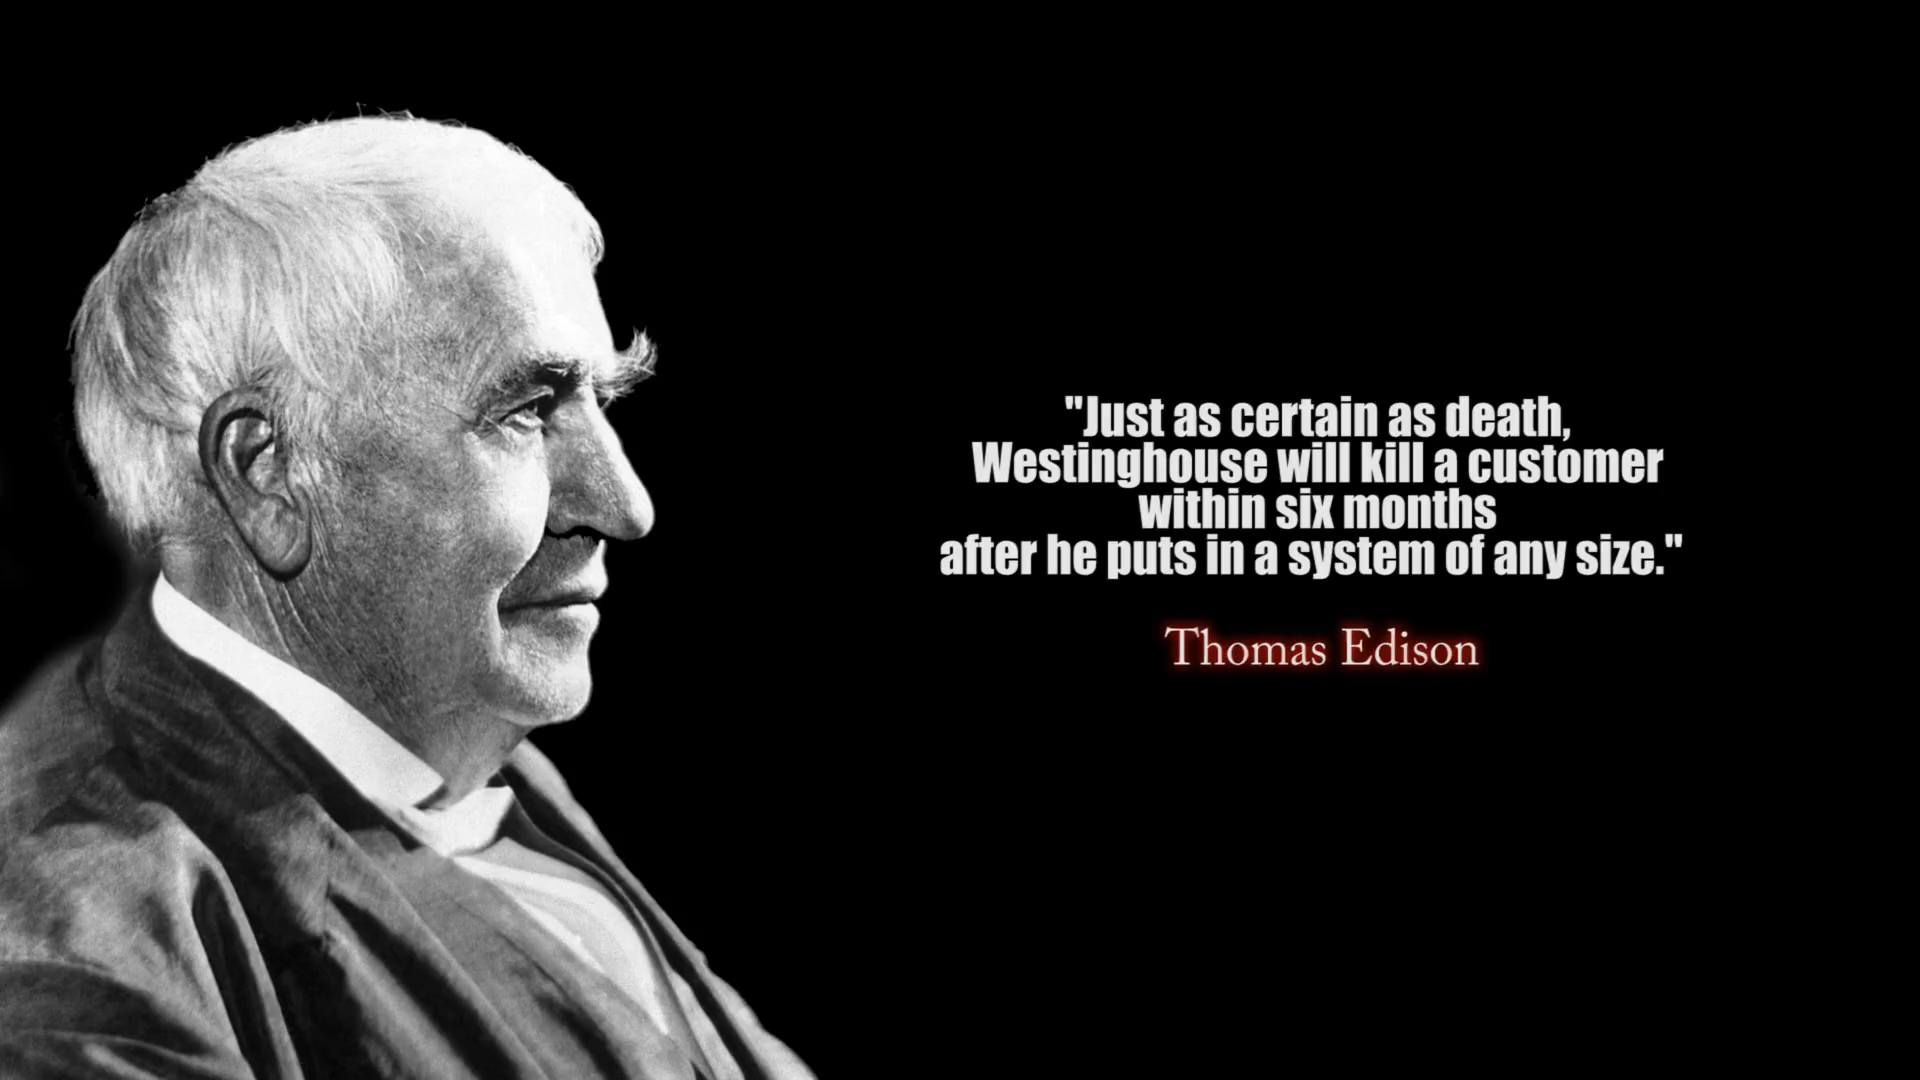 "Just as certain as death,
Westinghouse will kill a customer
within six months
after he puts in a system of any size."
Thomas Edison